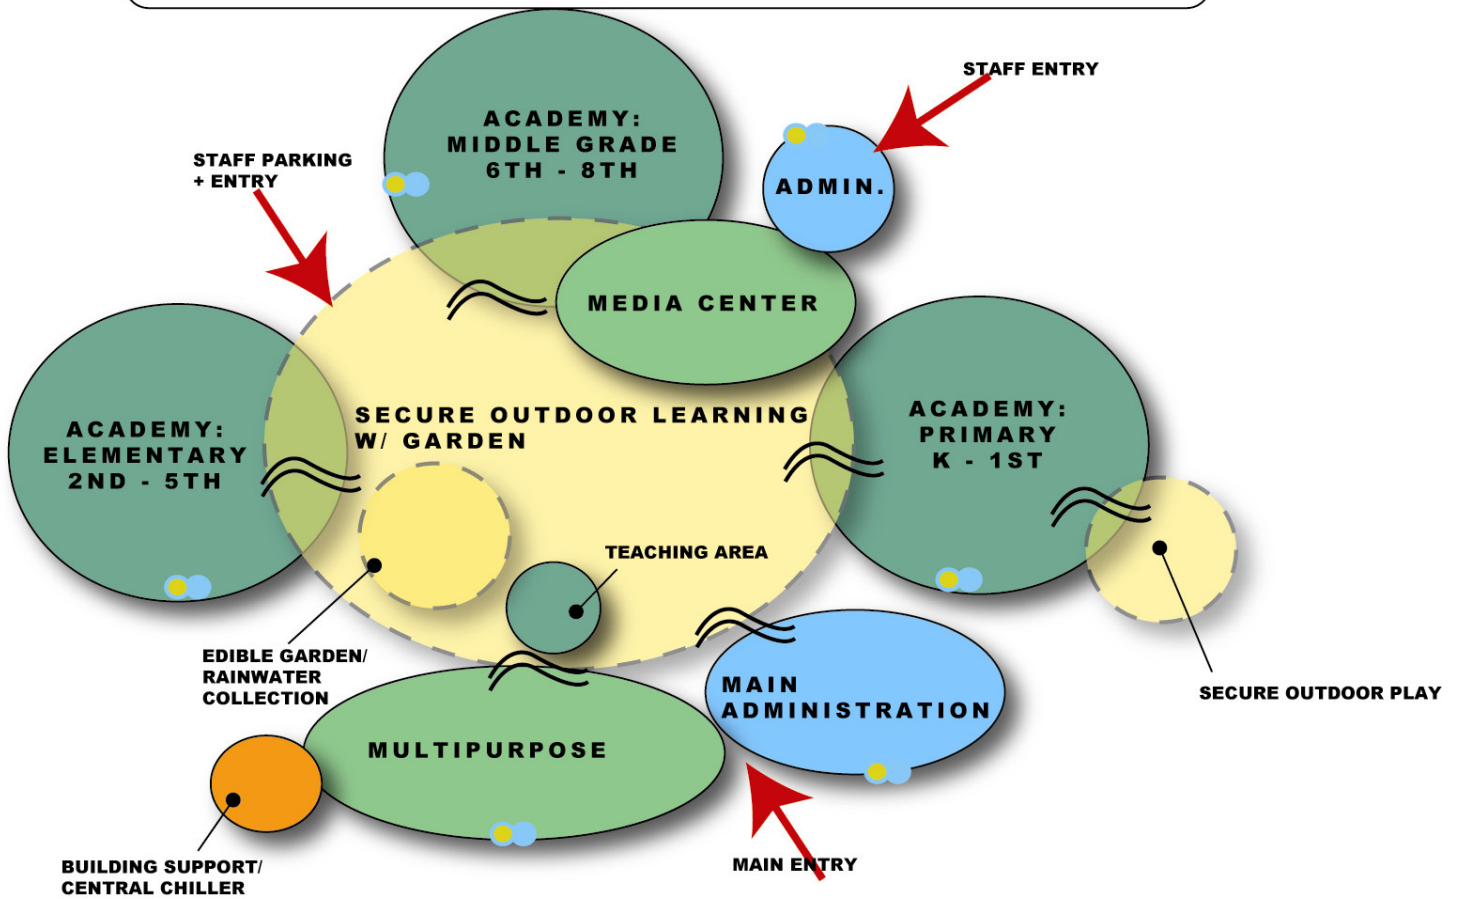 STAFF ENTRY
ACADEMY:
MIDDLE GRADE
6TH - 8TH
STAFF PARKING
+ ENTRY
ADMIN.
MEDIA CENTER
ACADEMY:
ELEMENTARY
2ND - 5TH
SECURE OUTDOOR LEARNING
W/ GARDEN
ACADEMY:
PRIMARY
K - 1ST
TEACHING AREA
EDIBLE GARDEN/
RAINWATER
COLLECTION
SECURE OUTDOOR PLAY
MAIN
ADMINISTRATION
MULTIPURPOSE
MAIN ENTRY
BUILDING SUPPORT/
CENTRAL CHILLER